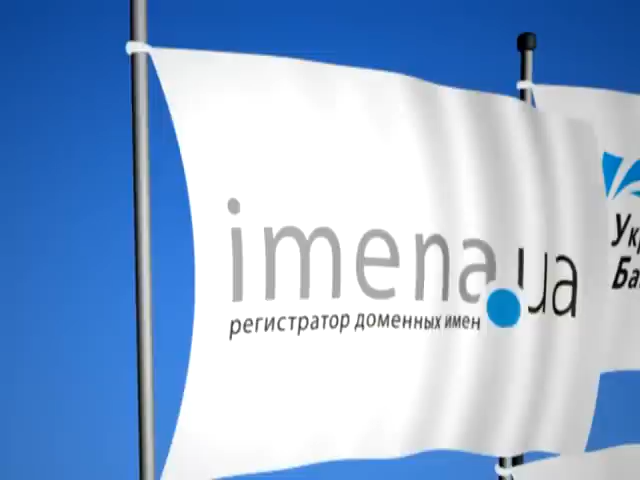 imena.ua
регистратор доменных имен